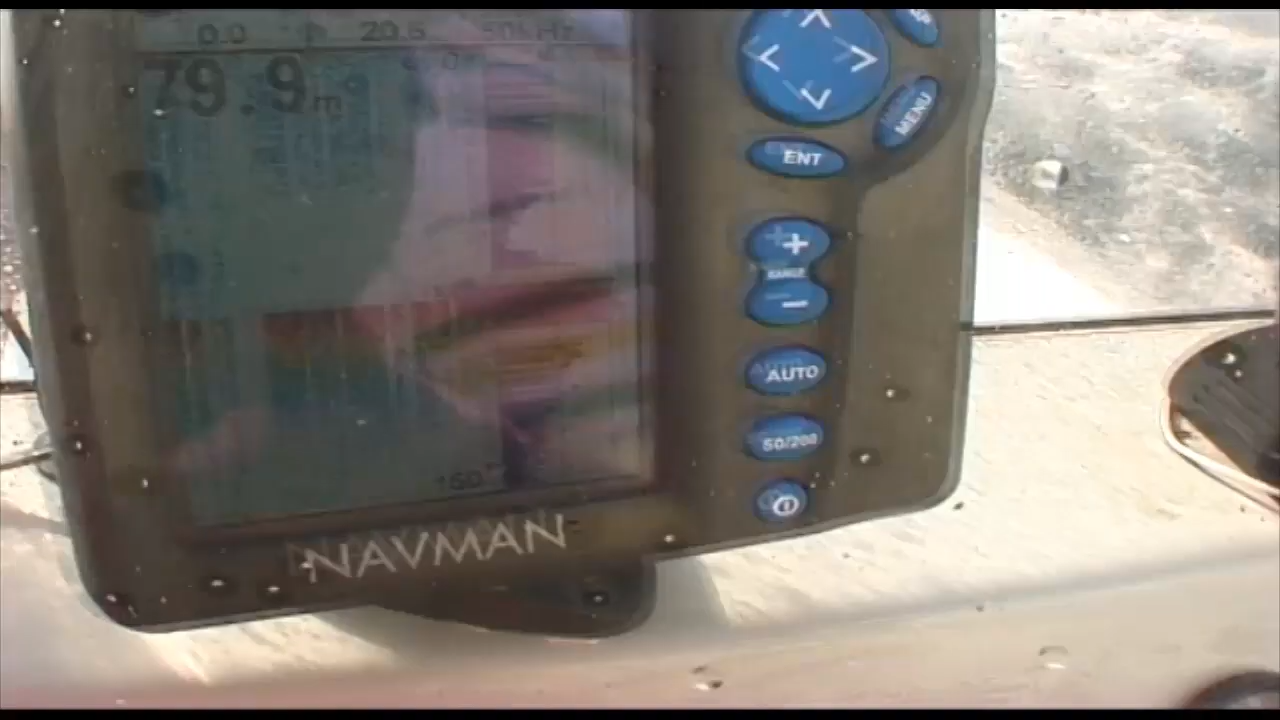 0.0 20.5 50kHz
79.9m
MENU
ENT
+
RANGE
-
AUTO
50/200
150
NAVMAN